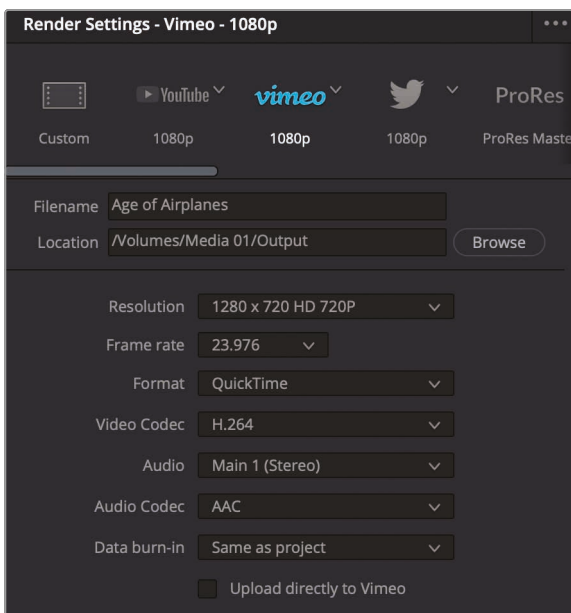 Render Settings - Vimeo - 1080p
YouTube
vimeo
ProRes
Custom
1080p
1080p
1080p
ProRes Maste
Filename Age of Airplanes
Location /Volumes/Media 01/Output Browse
Resolution 1280 x 720 HD 720P
Frame rate 23.976
Format QuickTime
Video Codec H.264
Audio Main 1 (Stereo)
Audio Codec AAC
Data burn-in Same as project
Upload directly to Vimeo